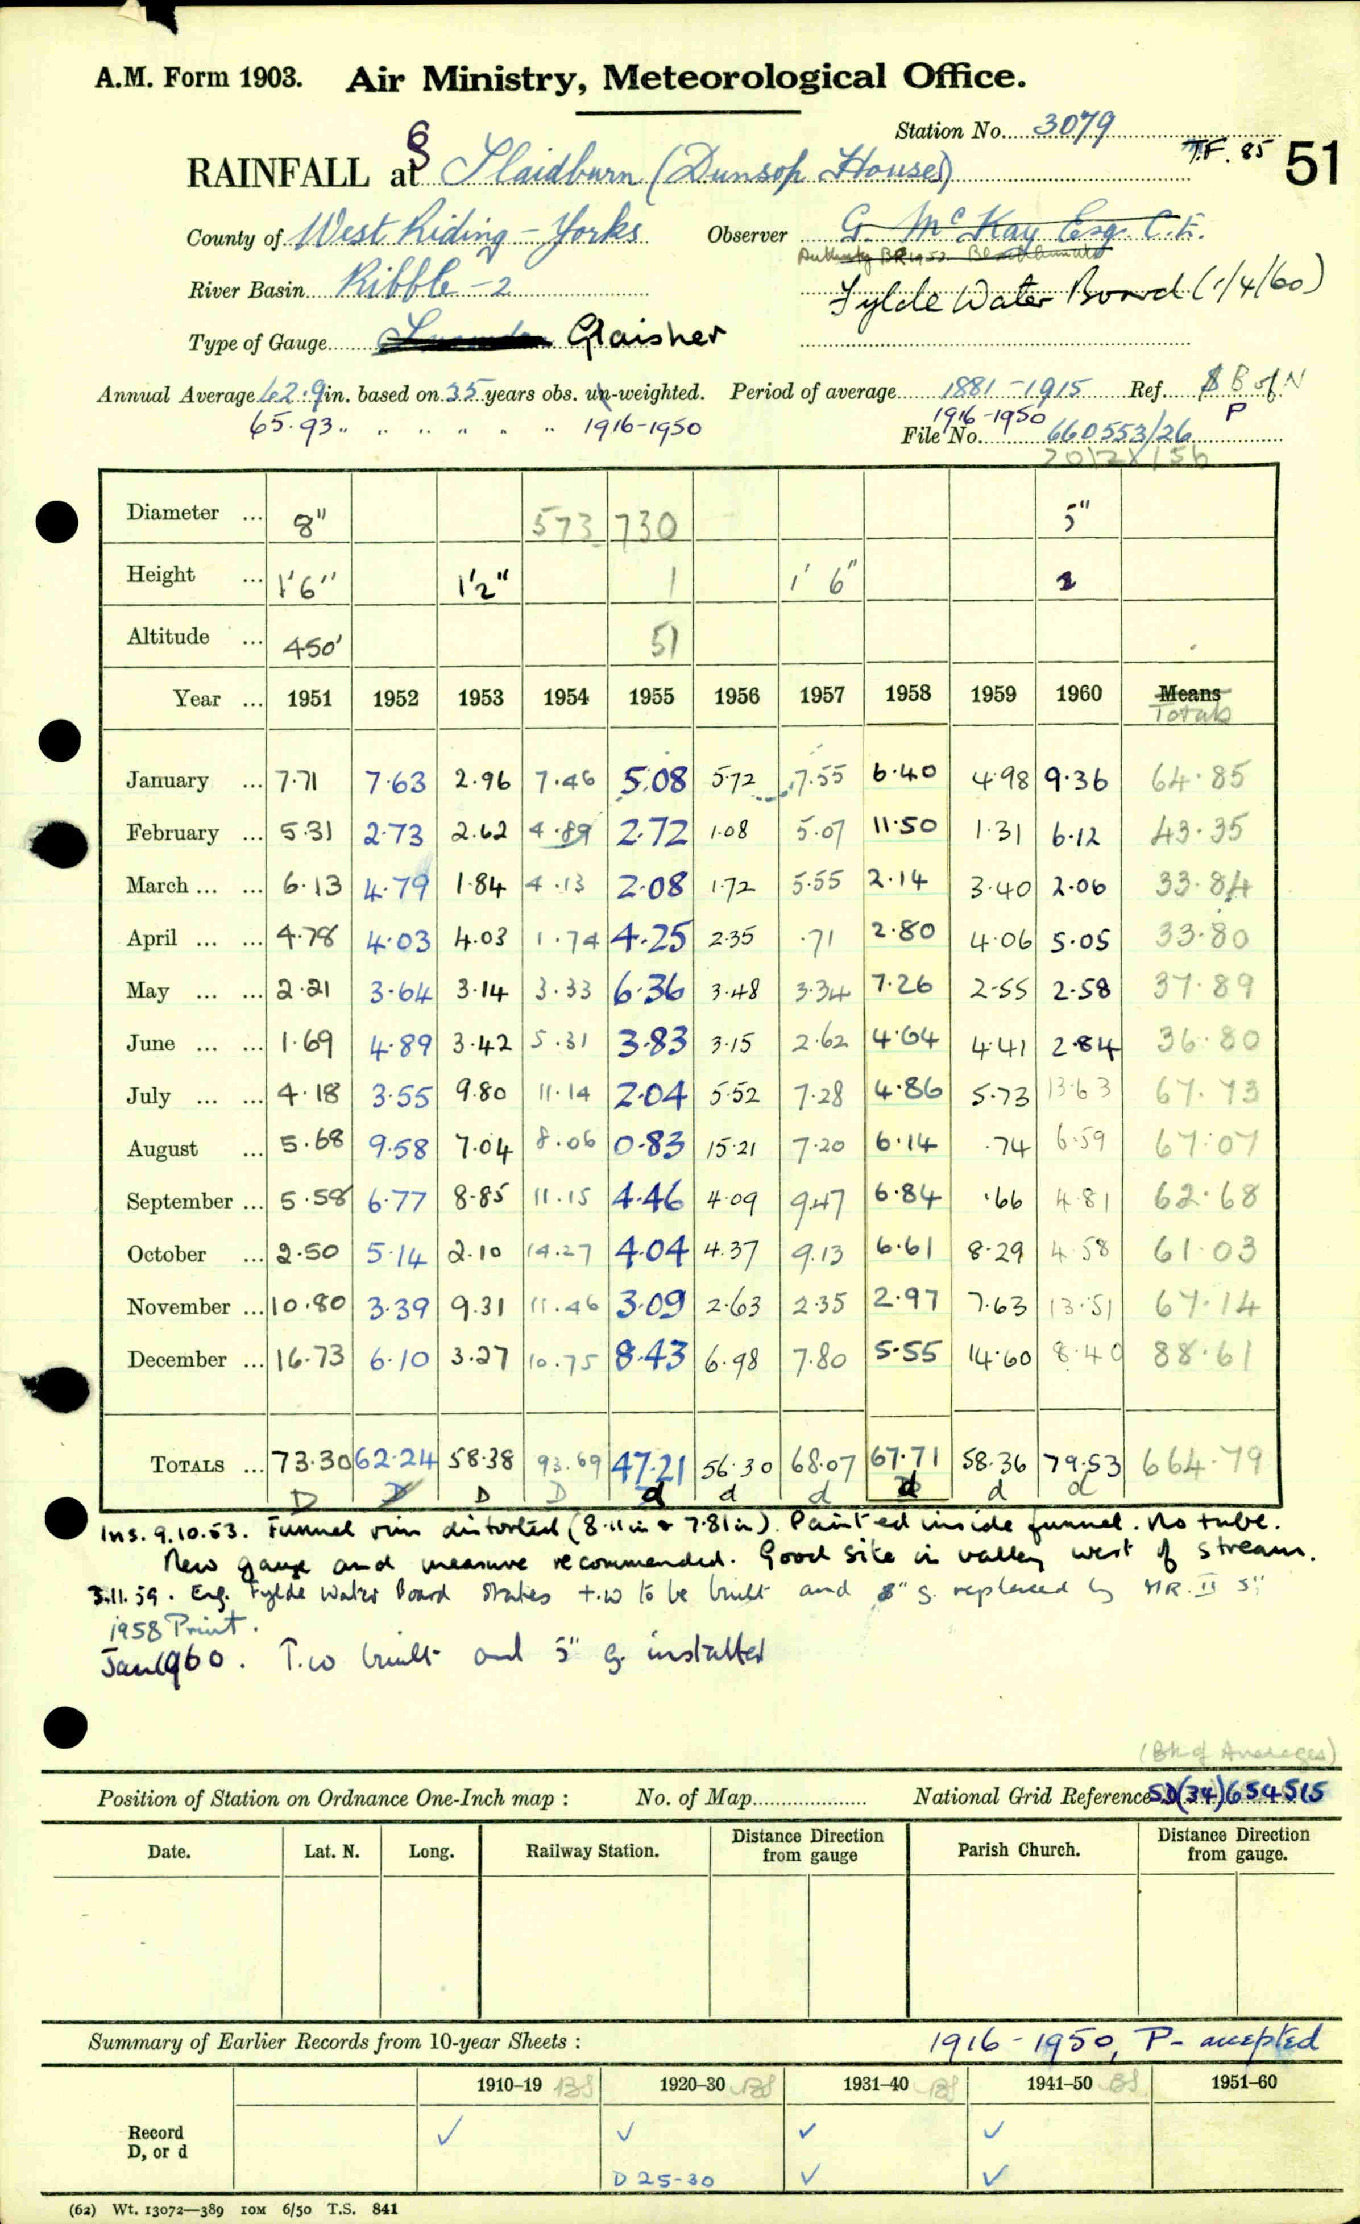 A.M. Form 1903. Air Ministry, Meteorological Office.
Station No. 3079
T.F. 85 51
RAINFALL at § Slaidburn (Dunsop Houses)
County of West Riding - Yorks Observer G. McKay Esq. C.E.
Authority BR1952 Blackburn
River Basin Ribble - 2 Fylde Water Board (1/4/60)
Type of Gauge Glaisher
Annual Average 62.9 in. based on 35 years obs. un-weighted. Period of average 1881-1915 Ref. B of N
65.93 " " " " " " 1916-1950 1916-1950 P
File No. 660553/26
Diameter ... 8" 573 730 5"
Height ... 1'6" 1'2" 1 1' 6"
Altitude ... 450' 51
Year ... 1951 1952 1953 1954 1955 1956 1957 1958 1959 1960 Means
Totals
January ... 7.71 7.63 2.96 7.46 5.08 5.72 7.55 6.40 4.98 9.36 64.85
February ... 5.31 2.73 2.62 4.89 2.72 1.08 5.07 11.50 1.31 6.12 43.35
March ... ... 6.13 4.79 1.84 4.13 2.08 1.72 5.55 2.14 3.40 2.06 33.84
April ... ... 4.78 4.03 4.03 1.74 4.25 2.35 .71 2.80 4.06 5.05 33.80
May ... ... 2.21 3.64 3.14 3.33 6.36 3.48 3.34 7.26 2.55 2.58 37.89
June ... ... 1.69 4.89 3.42 5.31 3.83 3.15 2.62 4.64 4.41 2.84 36.80
July ... ... 4.18 3.55 9.80 11.14 2.04 5.52 7.28 4.86 5.73 13.63 67.73
August ... 5.68 9.58 7.04 8.06 0.83 15.21 7.20 6.14 .74 6.59 67.07
September ... 5.58 6.77 8.85 11.15 4.46 4.09 9.47 6.84 .66 4.81 62.68
October ... 2.50 5.14 2.10 14.27 4.04 4.37 9.13 6.61 8.29 4.58 61.03
November ... 10.80 3.39 9.31 11.46 3.09 2.63 2.35 2.97 7.63 13.51 67.14
December ... 16.73 6.10 3.27 10.75 8.43 6.98 7.80 5.55 14.60 8.40 88.61
TOTALS ... 73.30 62.24 58.38 93.69 47.21 56.30 68.07 67.71 58.36 79.53 664.79
D D D D d d d d d d
Ins. 9.10.53. Funnel rim distorted (8.11in & 7.81in). Painted inside funnel. No tube.
New gauge and measure recommended. Good site in valley west of stream.
3.11.59. Eng. Fylde Water Board states t.w to be built and 8" g. replaced by MR.II 5"
1958 Print.
Jan 1960. T.w built and 5" g. installed
(Bk of Averages)
Position of Station on Ordnance One-Inch map : No. of Map National Grid Reference SD(34)654515
Date. Lat. N. Long. Railway Station. Distance Direction from gauge Parish Church. Distance Direction from gauge.
Summary of Earlier Records from 10-year Sheets : 1916-1950, P- accepted
1910–19 1920–30 1931–40 1941–50 1951–60
Record ✓ ✓ ✓ ✓
D, or d
D 25-30 ✓ ✓
(62) Wt. 13072—389 10M 6/50 T.S. 841